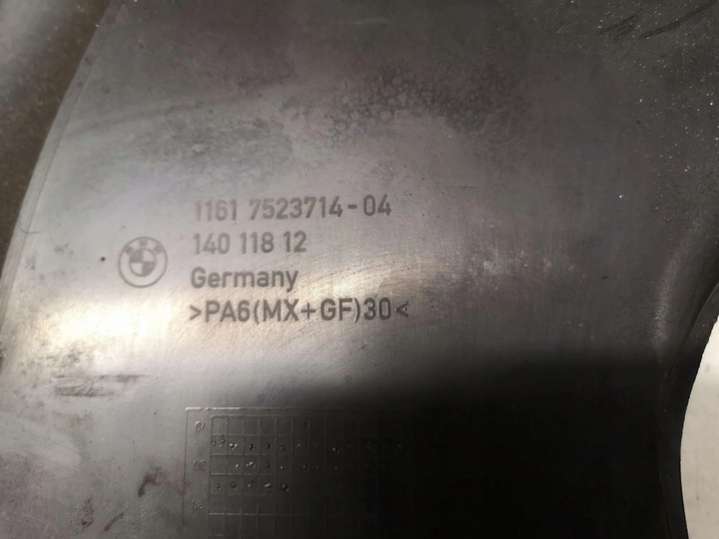 1161 7523714-04
140 118 12
Germany
>PA6(MX+GF)30<